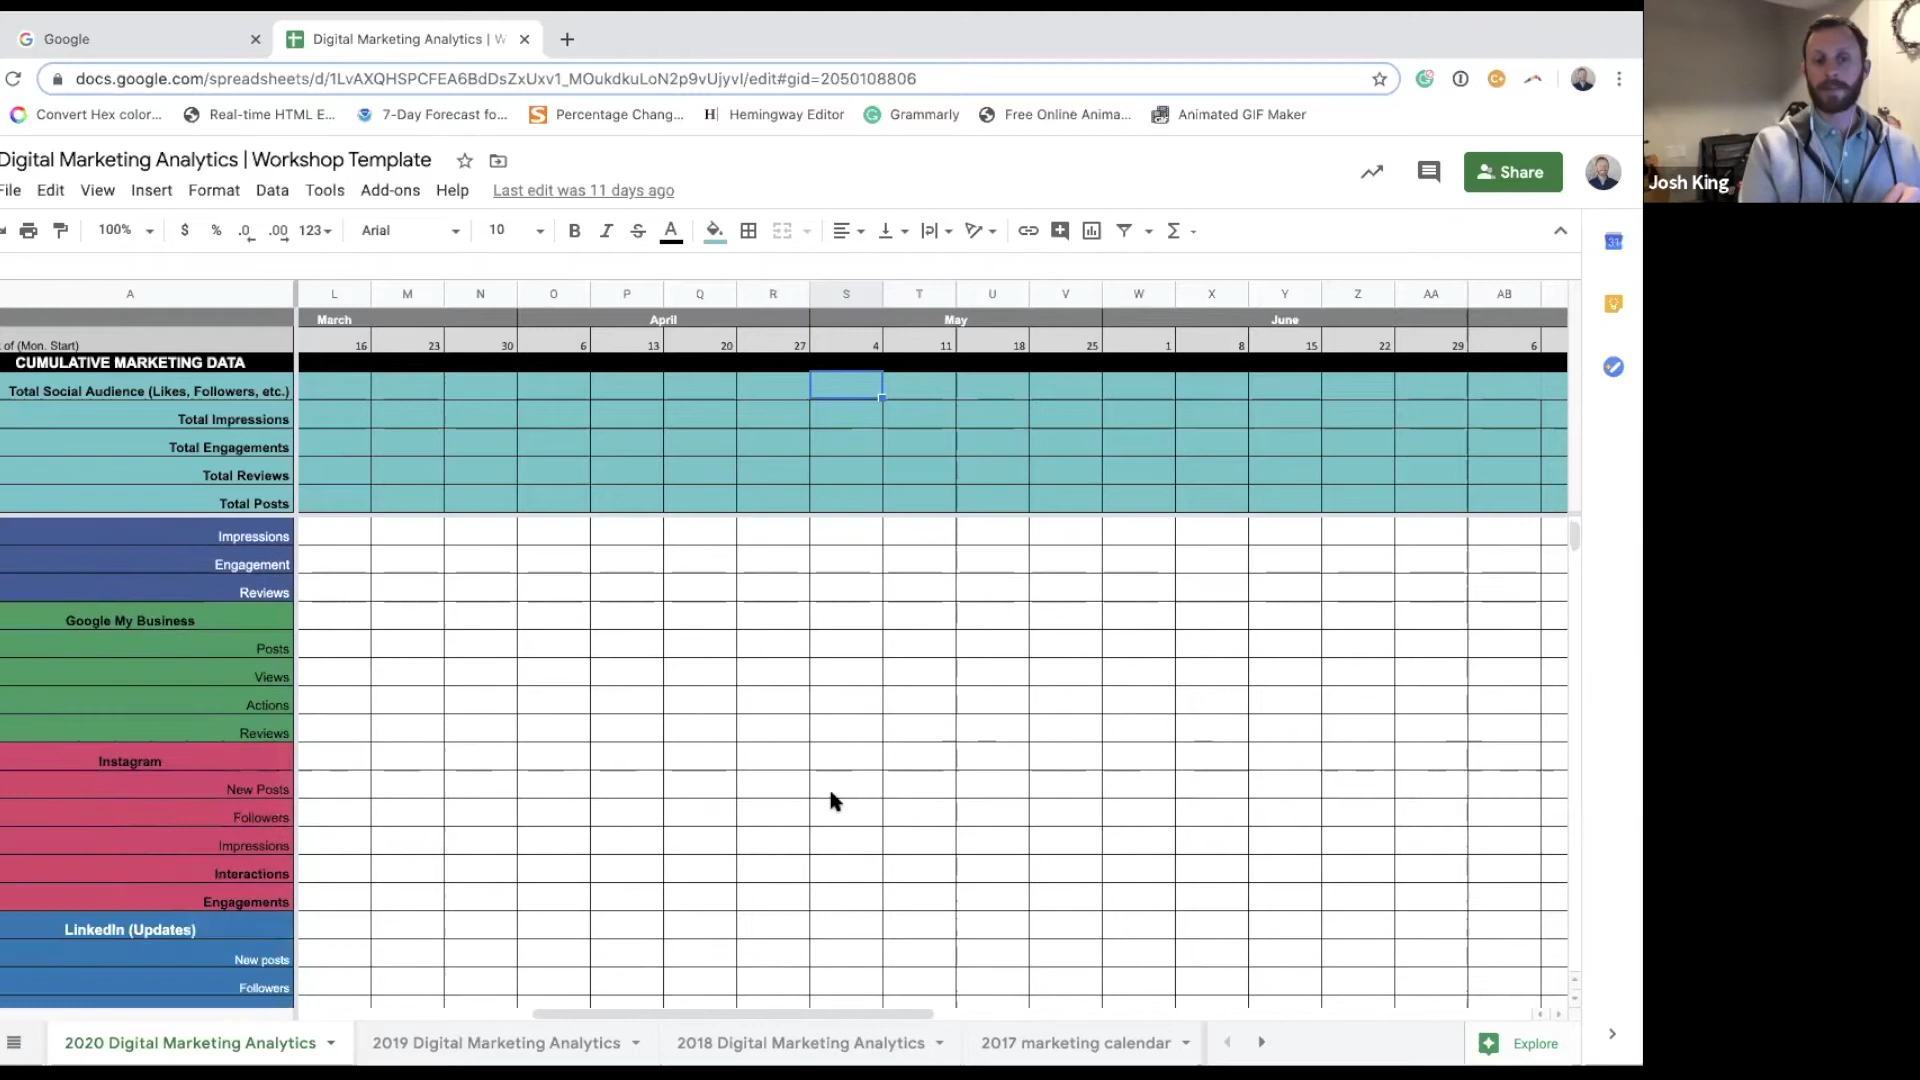 Google
Digital Marketing Analytics | W
docs.google.com/spreadsheets/d/1LvAXQHSPCFEA6BdDsZxUxv1_MOukdkuLoN2p9vUjyvI/edit#gid=2050108806
Convert Hex color... Real-time HTML E... 7-Day Forecast fo... Percentage Chang... Hemingway Editor Grammarly Free Online Anima... Animated GIF Maker
Digital Marketing Analytics | Workshop Template
File Edit View Insert Format Data Tools Add-ons Help Last edit was 11 days ago
Share
Josh King
100% $ % .0 .00 123 Arial 10
A L M N O P Q R S T U V W X Y Z AA AB
March April May June
of (Mon. Start) 16 23 30 6 13 20 27 4 11 18 25 1 8 15 22 29 6
CUMULATIVE MARKETING DATA
Total Social Audience (Likes, Followers, etc.)
Total Impressions
Total Engagements
Total Reviews
Total Posts
Impressions
Engagement
Reviews
Google My Business
Posts
Views
Actions
Reviews
Instagram
New Posts
Followers
Impressions
Interactions
Engagements
LinkedIn (Updates)
New posts
Followers
2020 Digital Marketing Analytics 2019 Digital Marketing Analytics 2018 Digital Marketing Analytics 2017 marketing calendar Explore